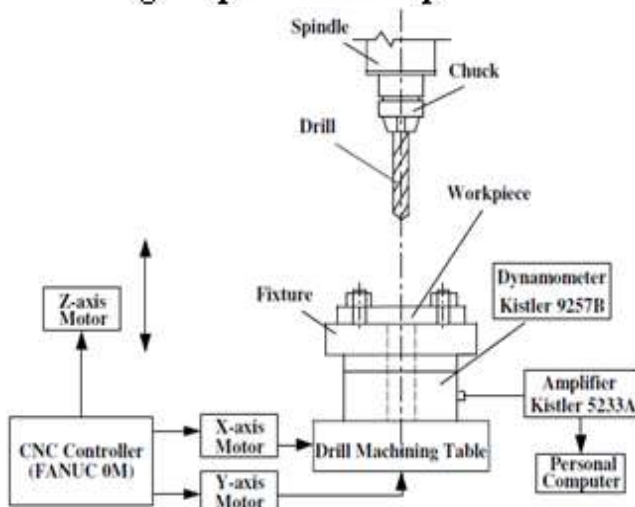 Spindle
Chuck
Drill
Workpiece
Dynamometer
Kistler 9257B
Z-axis
Motor
Fixture
Amplifier
Kistler 5233A
CNC Controller
(FANUC 0M)
X-axis
Motor
Drill Machining Table
Y-axis
Motor
Personal
Computer